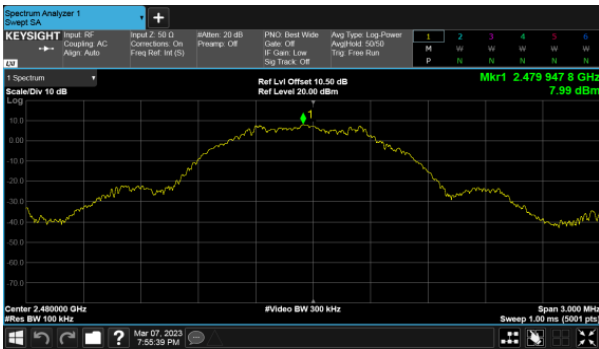 Spectrum Analyzer 1
Swept SA
KEYSIGHT
Input: RF
Coupling: AC
Align: Auto
Input Z: 50 Ω
Corrections: On
Freq Ref: Int (S)
#Atten: 20 dB
Preamp: Off
PNO: Best Wide
Gate: Off
IF Gain: Low
Sig Track: Off
Avg Type: Log-Power
Avg|Hold: 50/50
Trig: Free Run
1 2 3 4 5 6
M W W W W W
P N N N N N
LXI
1 Spectrum
Scale/Div 10 dB
Ref Lvl Offset 10.50 dB
Ref Level 20.00 dBm
Mkr1 2.479 947 8 GHz
7.99 dBm
Log
1
10.0
0.00
-10.0
-20.0
-30.0
-40.0
-50.0
-60.0
-70.0
Center 2.480000 GHz
#Res BW 100 kHz
#Video BW 300 kHz
Span 3.000 MHz
Sweep 1.00 ms (5001 pts)
?
Mar 07, 2023
7:55:39 PM